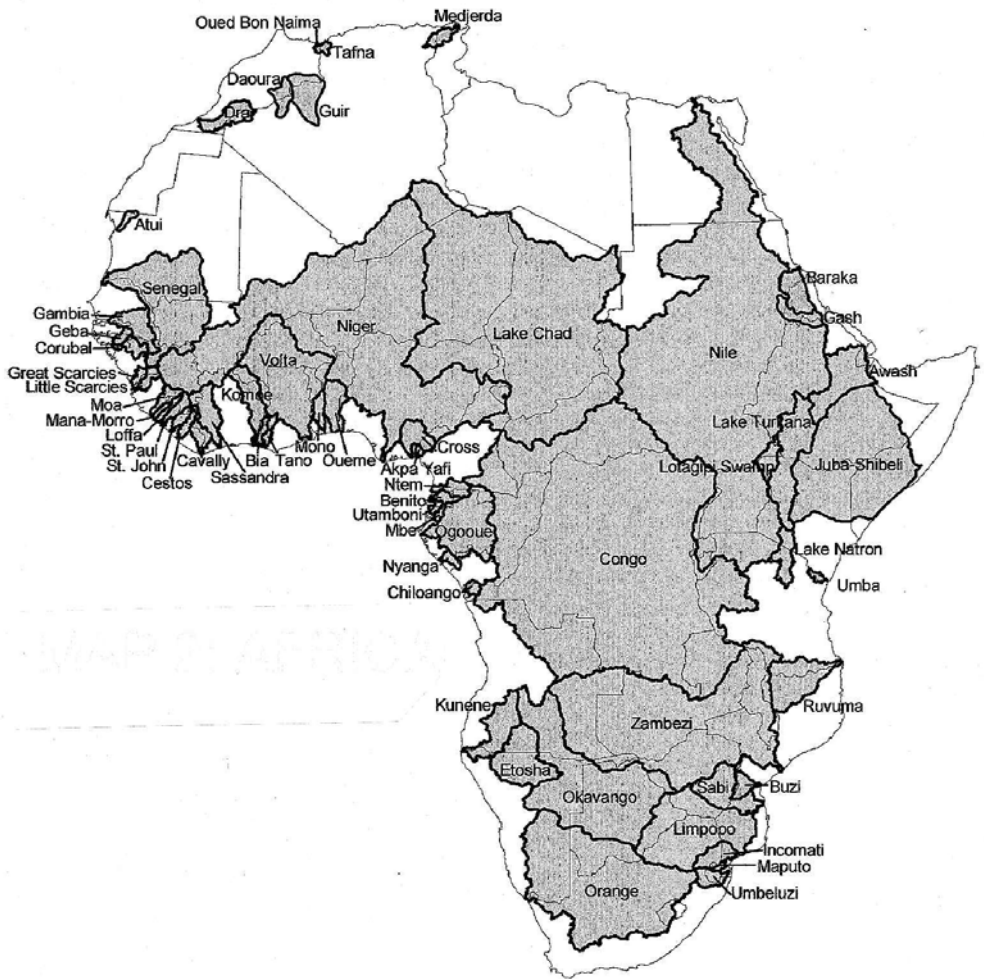 Medjerda
Oued Bon Naima
Tafna
Daoura
Dra
Guir
Atui
Senegal
Baraka
Gambia
Gash
Geba
Niger
Lake Chad
Corubal
Nile
Volta
Great Scarcies
Awash
Little Scarcies
Komoe
Moa
Lake Turkana
Mana-Morro
Loffa
Mono
Cross
St. Paul
Oueme
St. John
Cavally
Bia
Tano
Akpa Yafi
Lotagipi Swamp
Juba-Shibeli
Cestos
Sassandra
Ntem
Benito
Utamboni
Mbe
Ogooue
Lake Natron
Nyanga
Congo
Umba
Chiloango
MAP 2: AFRICA
Kunene
Zambezi
Ruvuma
Etosha
Okavango
Sabi
Buzi
Limpopo
Incomati
Maputo
Orange
Umbeluzi